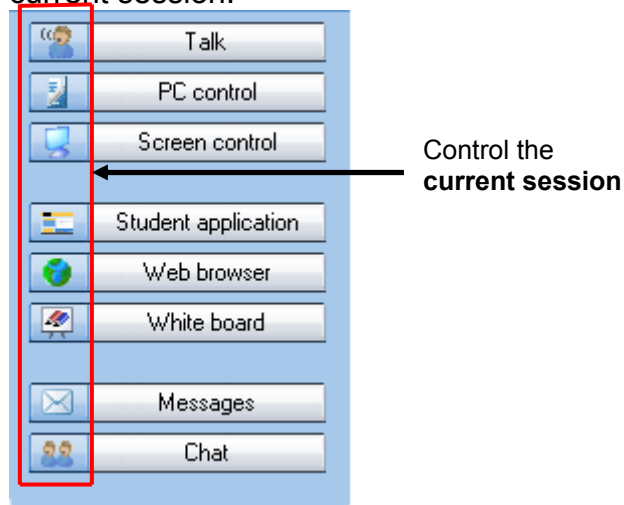 current session.
Talk
PC control
Screen control
Control the
current session
Student application
Web browser
White board
Messages
Chat